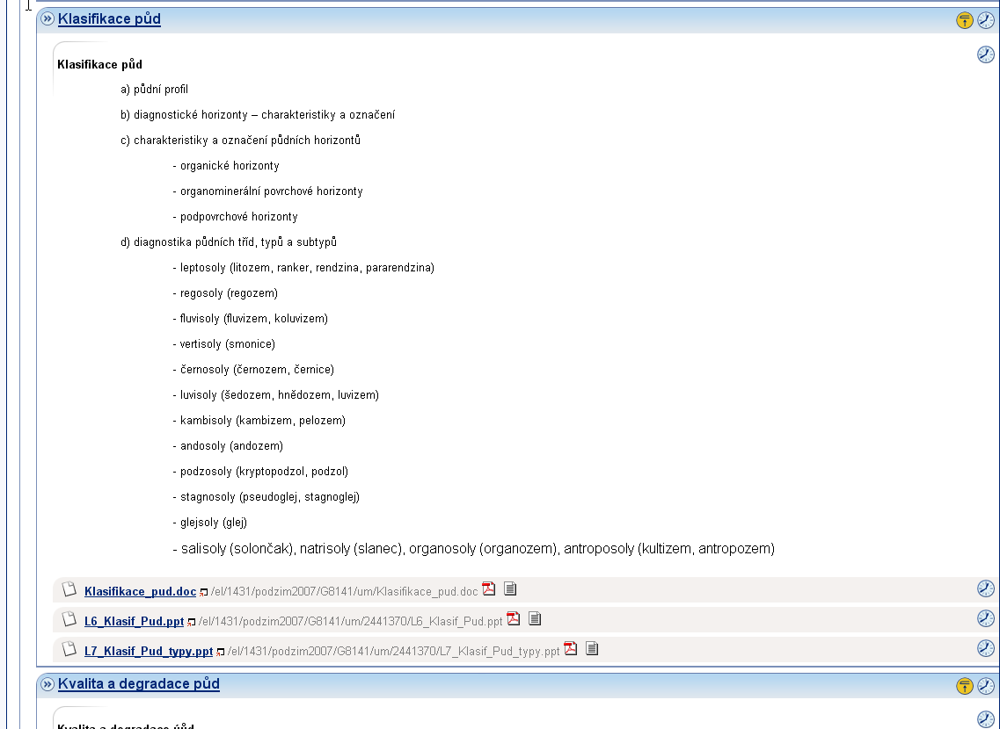 Klasifikace půd
Klasifikace půd
a) půdní profil
b) diagnostické horizonty – charakteristiky a označení
c) charakteristiky a označení půdních horizontů
- organické horizonty
- organominerální povrchové horizonty
- podpovrchové horizonty
d) diagnostika půdních tříd, typů a subtypů
- leptosoly (litozem, ranker, rendzina, pararendzina)
- regosoly (regozem)
- fluvisoly (fluvizem, koluvizem)
- vertisoly (smonice)
- černosoly (černozem, černice)
- luvisoly (šedozem, hnědozem, luvizem)
- kambisoly (kambizem, pelozem)
- andosoly (andozem)
- podzosoly (kryptopodzol, podzol)
- stagnosoly (pseudoglej, stagnoglej)
- glejsoly (glej)
- salisoly (solončak), natrisoly (slanec), organosoly (organozem), antroposoly (kultizem, antropozem)
Klasifikace_pud.doc /el/1431/podzim2007/G8141/um/Klasifikace_pud.doc
L6_Klasif_Pud.ppt /el/1431/podzim2007/G8141/um/2441370/L6_Klasif_Pud.ppt
L7_Klasif_Pud_typy.ppt /el/1431/podzim2007/G8141/um/2441370/L7_Klasif_Pud_typy.ppt
Kvalita a degradace půd
Kvalita a degradace